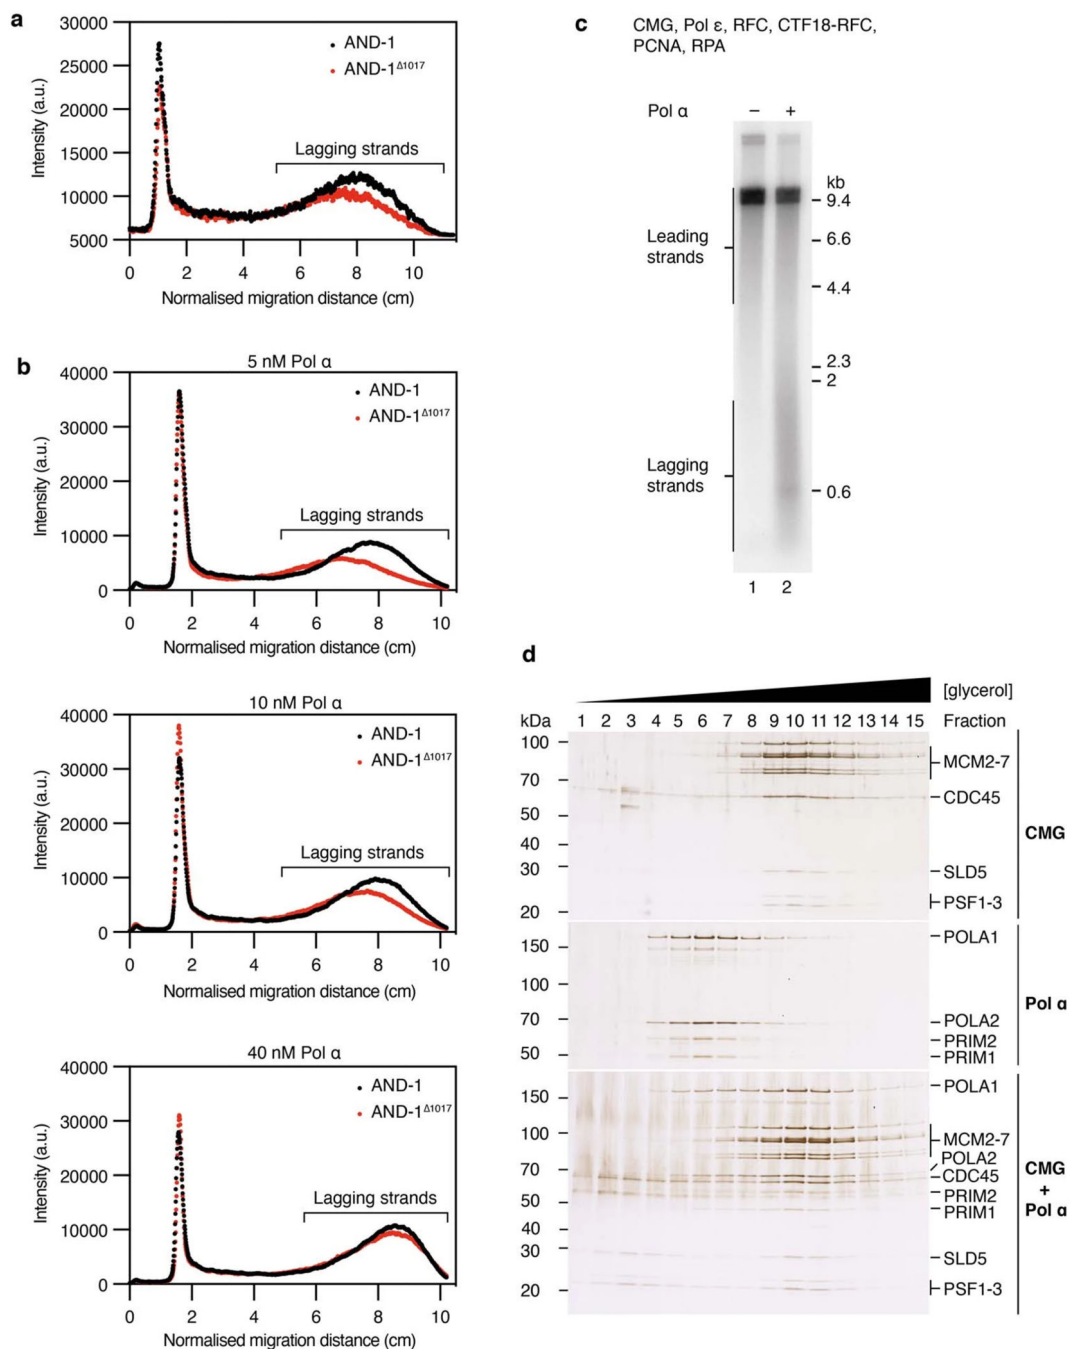 a
30000
25000
20000
15000
10000
5000
Intensity (a.u.)
AND-1
AND-1Δ1017
Lagging strands
0 2 4 6 8 10
Normalised migration distance (cm)
b
5 nM Pol α
40000
30000
20000
10000
0
Intensity (a.u.)
AND-1
AND-1Δ1017
Lagging strands
0 2 4 6 8 10
Normalised migration distance (cm)
10 nM Pol α
40000
30000
20000
10000
0
Intensity (a.u.)
AND-1
AND-1Δ1017
Lagging strands
0 2 4 6 8 10
Normalised migration distance (cm)
40 nM Pol α
40000
30000
20000
10000
0
Intensity (a.u.)
AND-1
AND-1Δ1017
Lagging strands
0 2 4 6 8 10
Normalised migration distance (cm)
c
CMG, Pol ε, RFC, CTF18-RFC,
PCNA, RPA
Pol α − +
kb
9.4
6.6
4.4
2.3
2
0.6
Leading
strands
Lagging
strands
1 2
d
[glycerol]
kDa 1 2 3 4 5 6 7 8 9 10 11 12 13 14 15 Fraction
100
70
50
40
30
20
MCM2-7
CDC45
SLD5
PSF1-3
CMG
150
100
70
50
POLA1
POLA2
PRIM2
PRIM1
Pol α
150
100
70
50
40
30
20
POLA1
MCM2-7
POLA2
CDC45
PRIM2
PRIM1
SLD5
PSF1-3
CMG
+
Pol α